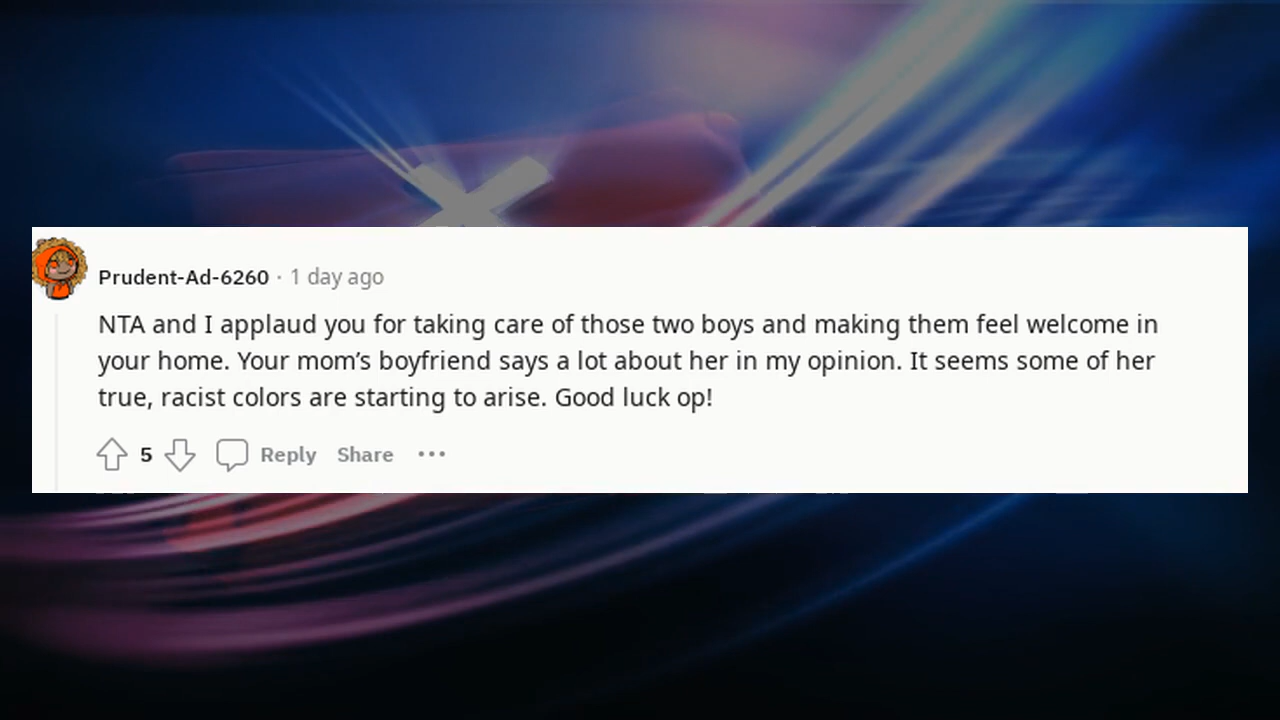 Prudent-Ad-6260 · 1 day ago
NTA and I applaud you for taking care of those two boys and making them feel welcome in
your home. Your mom’s boyfriend says a lot about her in my opinion. It seems some of her
true, racist colors are starting to arise. Good luck op!
5 Reply Share ···